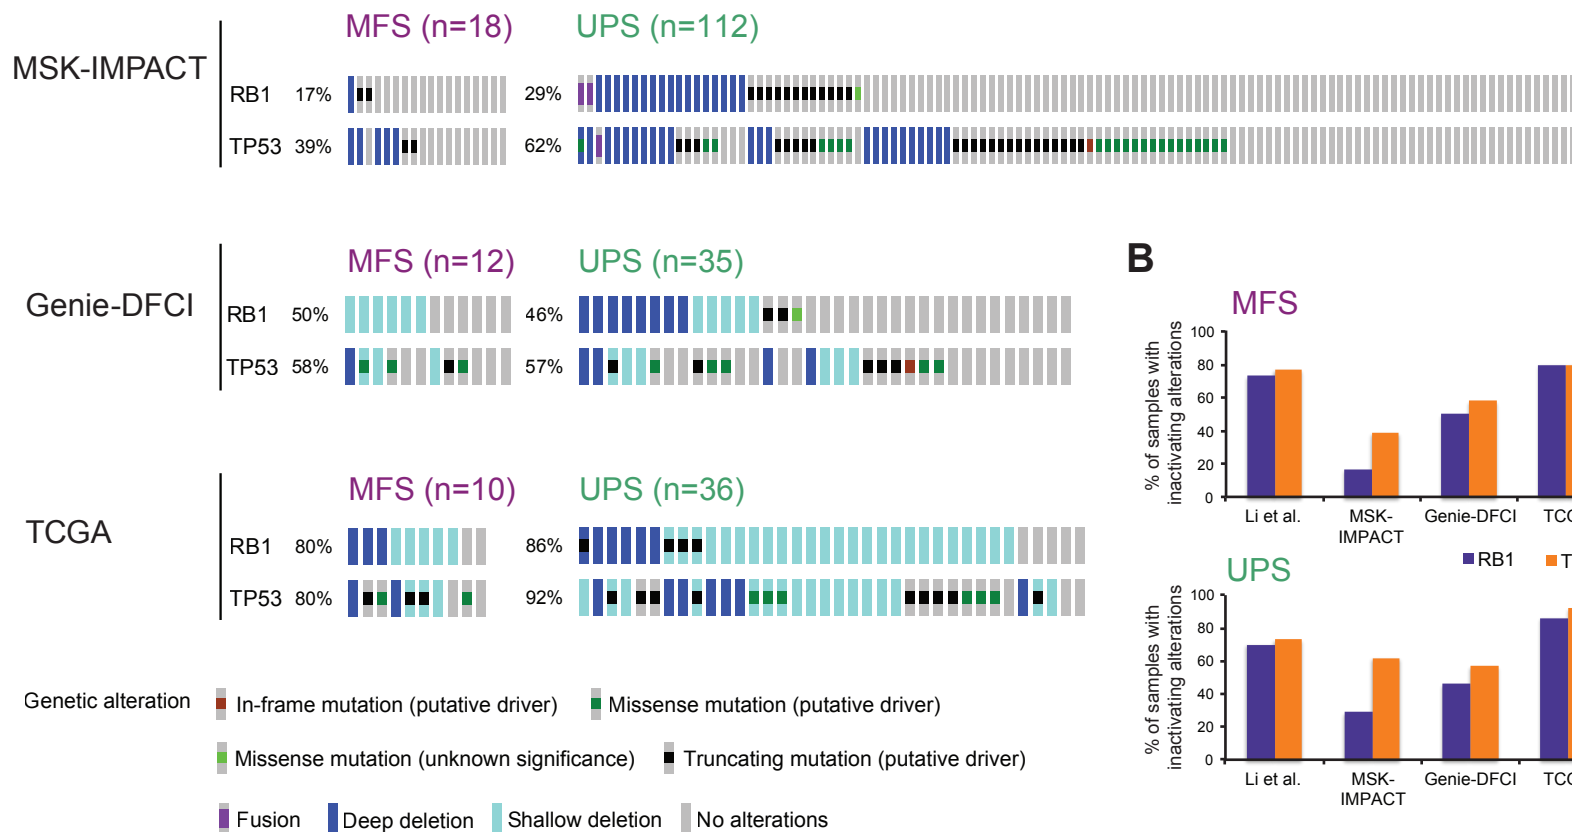 MFS (n=18)
UPS (n=112)
MSK-IMPACT
RB1 17%
29%
TP53 39%
62%
MFS (n=12)
UPS (n=35)
Genie-DFCI
RB1 50%
46%
TP53 58%
57%
MFS (n=10)
UPS (n=36)
TCGA
RB1 80%
86%
TP53 80%
92%
Genetic alteration
In-frame mutation (putative driver)
Missense mutation (putative driver)
Missense mutation (unknown significance)
Truncating mutation (putative driver)
Fusion
Deep deletion
Shallow deletion
No alterations
B
MFS
% of samples with
inactivating alterations
100
80
60
40
20
0
Li et al.
MSK-
IMPACT
Genie-DFCI
TCG
RB1
T
UPS
% of samples with
inactivating alterations
100
80
60
40
20
0
Li et al.
MSK-
IMPACT
Genie-DFCI
TCG